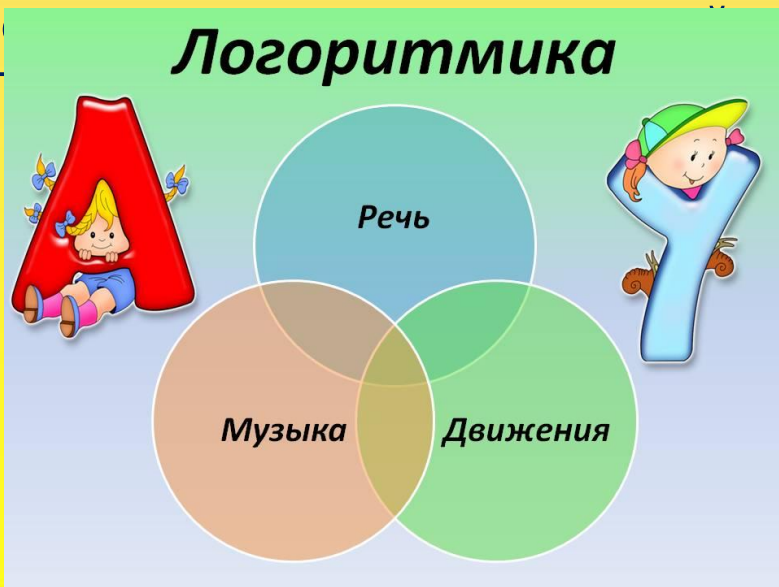 Логоритмика
А
У
Речь
Музыка
Движения